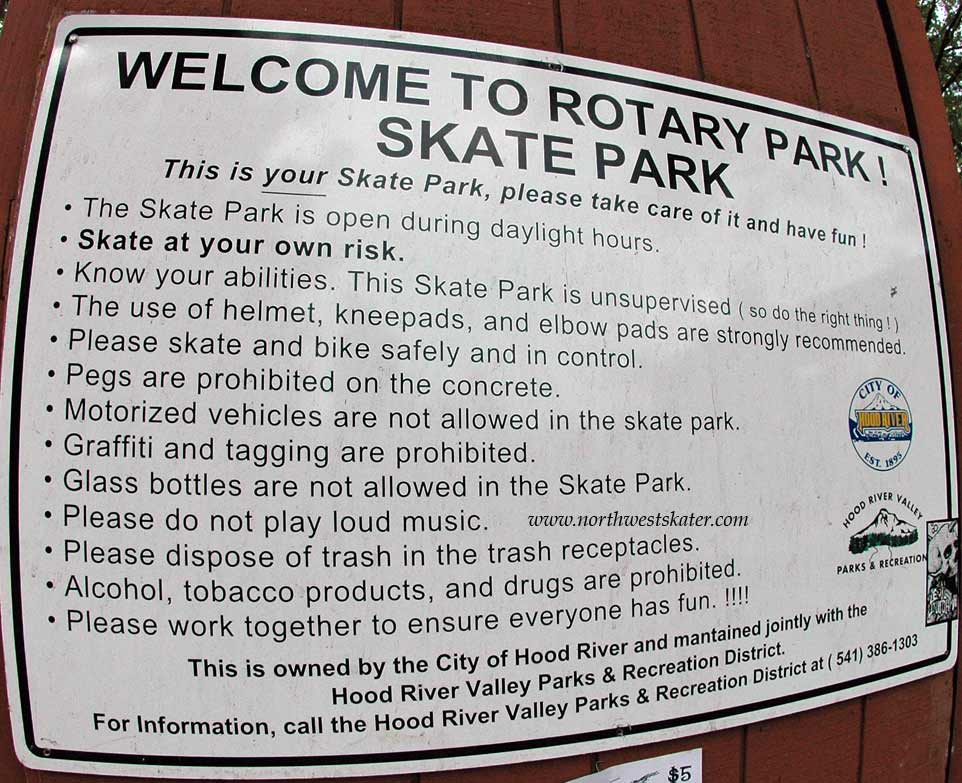 WELCOME TO ROTARY PARK !
SKATE PARK
This is your Skate Park, please take care of it and have fun !
• The Skate Park is open during daylight hours.
• Skate at your own risk.
• Know your abilities. This Skate Park is unsupervised ( so do the right thing ! )
• The use of helmet, kneepads, and elbow pads are strongly recommended.
• Please skate and bike safely and in control.
• Pegs are prohibited on the concrete.
• Motorized vehicles are not allowed in the skate park.
• Graffiti and tagging are prohibited.
• Glass bottles are not allowed in the Skate Park.
• Please do not play loud music.
www.northwestskater.com
• Please dispose of trash in the trash receptacles.
• Alcohol, tobacco products, and drugs are prohibited.
• Please work together to ensure everyone has fun. !!!!
CITY OF
HOOD RIVER
EST. 1895
HOOD RIVER VALLEY
PARKS & RECREATION
This is owned by the City of Hood River and mantained jointly with the
Hood River Valley Parks & Recreation District.
For Information, call the Hood River Valley Parks & Recreation District at ( 541) 386-1303
$5